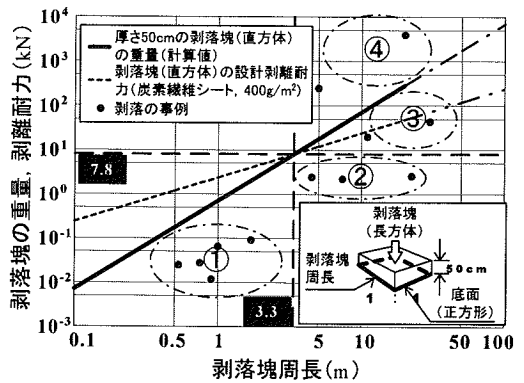 剥落塊の重量，剥離耐力(kN)
10⁴
10³
10²
10¹
10⁰
10⁻¹
10⁻²
10⁻³
厚さ50cmの剥落塊(直方体)
の重量(計算値)
剥落塊(直方体)の設計剥離耐
力(炭素繊維シート，400g/m²)
剥落の事例
④
③
7.8
②
①
3.3
剥落塊
(長方体)
剥落塊
周長
50cm
1
1
底面
(正方形)
0.1
1
5
10
50
100
剥落塊周長(m)